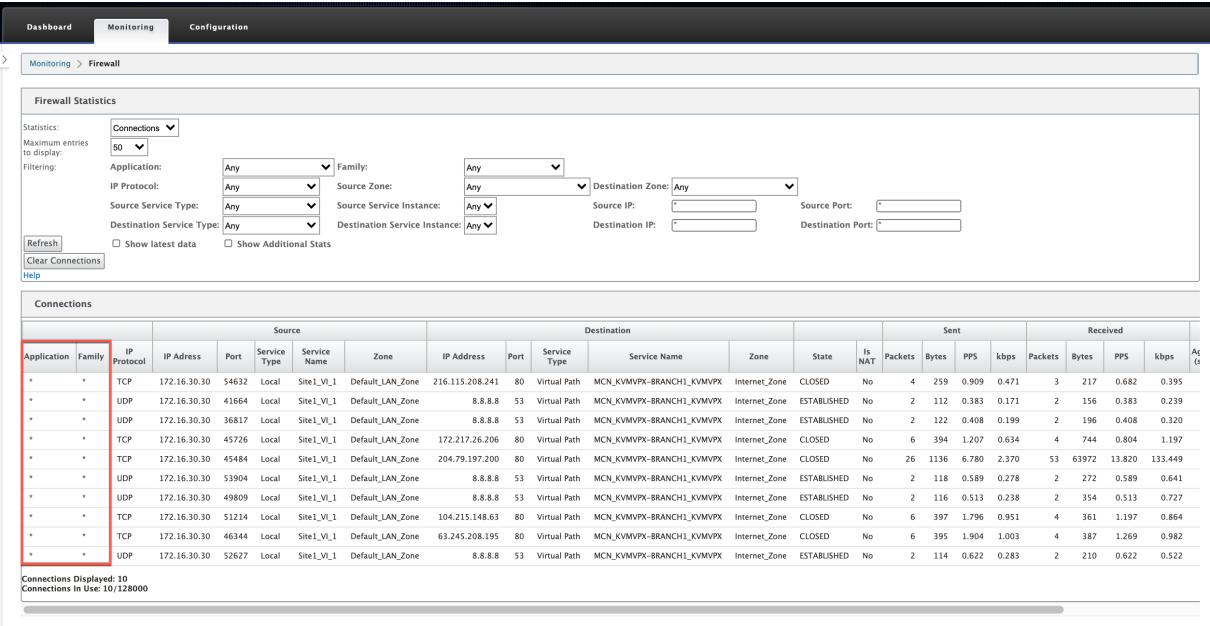 Dashboard Monitoring Configuration
Monitoring > Firewall
Firewall Statistics
Statistics: Connections
Maximum entries to display: 50
Filtering: Application: Any Family: Any
IP Protocol: Any Source Zone: Any Destination Zone: Any
Source Service Type: Any Source Service Instance: Any Source IP: * Source Port: *
Destination Service Type: Any Destination Service Instance: Any Destination IP: * Destination Port: *
Refresh Show latest data Show Additional Stats
Clear Connections
Help
Connections
Source Destination Sent Received
Application Family IP Protocol IP Adress Port Service Type Service Name Zone IP Address Port Service Type Service Name Zone State Is NAT Packets Bytes PPS kbps Packets Bytes PPS kbps
* * TCP 172.16.30.30 54632 Local Site1_VI_1 Default_LAN_Zone 216.115.208.241 80 Virtual Path MCN_KVMVPX-BRANCH1_KVMVPX Internet_Zone CLOSED No 4 259 0.909 0.471 3 217 0.682 0.395
* * UDP 172.16.30.30 41664 Local Site1_VI_1 Default_LAN_Zone 8.8.8.8 53 Virtual Path MCN_KVMVPX-BRANCH1_KVMVPX Internet_Zone ESTABLISHED No 2 112 0.383 0.171 2 156 0.383 0.239
* * UDP 172.16.30.30 36817 Local Site1_VI_1 Default_LAN_Zone 8.8.8.8 53 Virtual Path MCN_KVMVPX-BRANCH1_KVMVPX Internet_Zone ESTABLISHED No 2 122 0.408 0.199 2 196 0.408 0.320
* * TCP 172.16.30.30 45726 Local Site1_VI_1 Default_LAN_Zone 172.217.26.206 80 Virtual Path MCN_KVMVPX-BRANCH1_KVMVPX Internet_Zone CLOSED No 6 394 1.207 0.634 4 744 0.804 1.197
* * TCP 172.16.30.30 45484 Local Site1_VI_1 Default_LAN_Zone 204.79.197.200 80 Virtual Path MCN_KVMVPX-BRANCH1_KVMVPX Internet_Zone CLOSED No 26 1136 6.780 2.370 53 63972 13.820 133.449
* * UDP 172.16.30.30 53904 Local Site1_VI_1 Default_LAN_Zone 8.8.8.8 53 Virtual Path MCN_KVMVPX-BRANCH1_KVMVPX Internet_Zone ESTABLISHED No 2 118 0.589 0.278 2 272 0.589 0.641
* * UDP 172.16.30.30 49809 Local Site1_VI_1 Default_LAN_Zone 8.8.8.8 53 Virtual Path MCN_KVMVPX-BRANCH1_KVMVPX Internet_Zone ESTABLISHED No 2 116 0.513 0.238 2 354 0.513 0.727
* * TCP 172.16.30.30 51214 Local Site1_VI_1 Default_LAN_Zone 104.215.148.63 80 Virtual Path MCN_KVMVPX-BRANCH1_KVMVPX Internet_Zone CLOSED No 6 397 1.796 0.951 4 361 1.197 0.864
* * TCP 172.16.30.30 46344 Local Site1_VI_1 Default_LAN_Zone 63.245.208.195 80 Virtual Path MCN_KVMVPX-BRANCH1_KVMVPX Internet_Zone CLOSED No 6 395 1.904 1.003 4 387 1.269 0.982
* * UDP 172.16.30.30 52627 Local Site1_VI_1 Default_LAN_Zone 8.8.8.8 53 Virtual Path MCN_KVMVPX-BRANCH1_KVMVPX Internet_Zone ESTABLISHED No 2 114 0.622 0.283 2 210 0.622 0.522
Connections Displayed: 10
Connections In Use: 10/128000